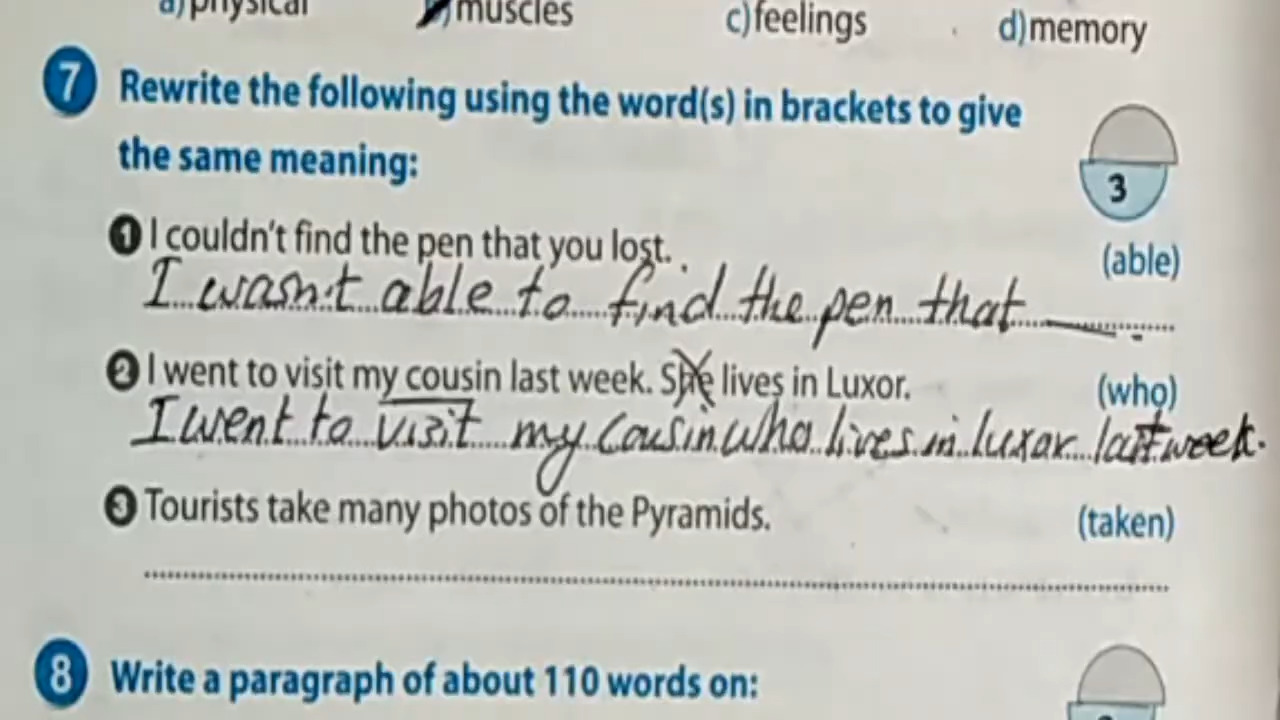 a) physical b) muscles c) feelings d) memory
7 Rewrite the following using the word(s) in brackets to give
the same meaning:
3
1 I couldn't find the pen that you lost. (able)
I wasn't able to find the pen that
2 I went to visit my cousin last week. She lives in Luxor. (who)
I went to visit my cousin who lives in luxor last week.
3 Tourists take many photos of the Pyramids. (taken)
8 Write a paragraph of about 110 words on: